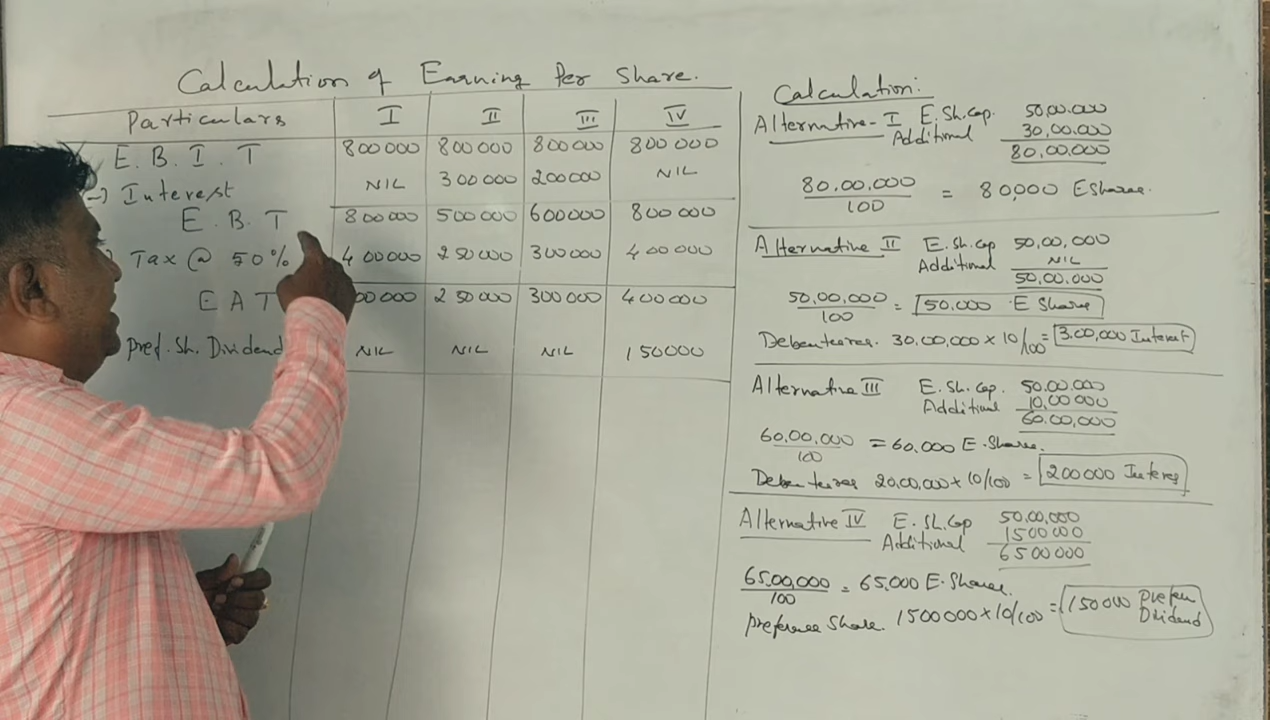 Calculation of Earning Per Share.
Particulars I II III IV
E. B. I. T 800000 800000 800000 800000
-) Interest NIL 300000 200000 NIL
E. B. T 800000 500000 600000 800000
) Tax @ 50% 400000 250000 300000 400000
E A T 00000 250000 300000 400000
Pref. Sh. Dividend NIL NIL NIL 150000
Calculation:
Alternative-I E. Sh. Cap. 50,00.000
Additional 30,00.000
80,00,000
80.00,000 / 100 = 80,000 E Shares.
Alternative II E. Sh. Cap 50,00,000
Additional NIL
50,00.000
50,00,000 / 100 = 50.000 E Share
Debentures. 30.00,000 × 10/100 = 3.00,000 Interest
Alternative III E. Sh. Cap. 50,00.000
Additional 10,00 000
60.00,000
60,00,000 / 100 = 60.000 E. Shares.
Debentures 20,00,000 × 10/100 = 200000 Interes
Alternative IV E. Sh. Cap 50,00,000
Additional 1500000
6500000
65,00,000 / 100 = 65,000 E. Shares.
Preference Share. 1500000 × 10/100 = 150000 Prefen
Dividend